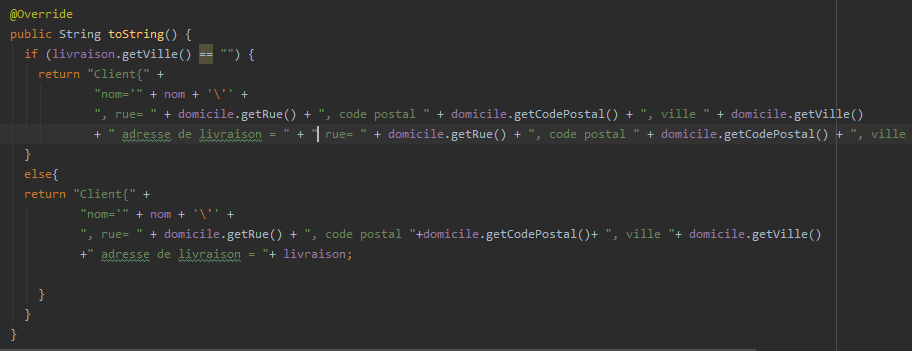 @Override
public String toString() {
if (livraison.getVille() == "") {
return "Client{" +
"nom='" + nom + '\'' +
", rue= " + domicile.getRue() + ", code postal " + domicile.getCodePostal() + ", ville " + domicile.getVille()
+ " adresse de livraison = " + " rue= " + domicile.getRue() + ", code postal " + domicile.getCodePostal() + ", ville
}
else{
return "Client{" +
"nom='" + nom + '\'' +
", rue= " + domicile.getRue() + ", code postal "+domicile.getCodePostal()+ ", ville "+ domicile.getVille()
+" adresse de livraison = "+ livraison;
}
}
}